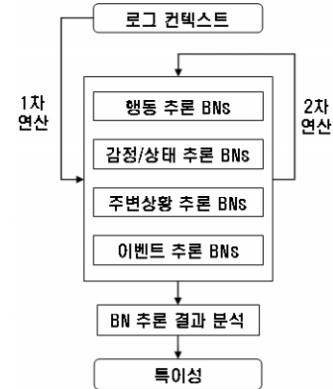 로그 컨텍스트
1차
연산
2차
연산
행동 추론 BNs
감정/상태 추론 BNs
주변상황 추론 BNs
이벤트 추론 BNs
BN 추론 결과 분석
특이성